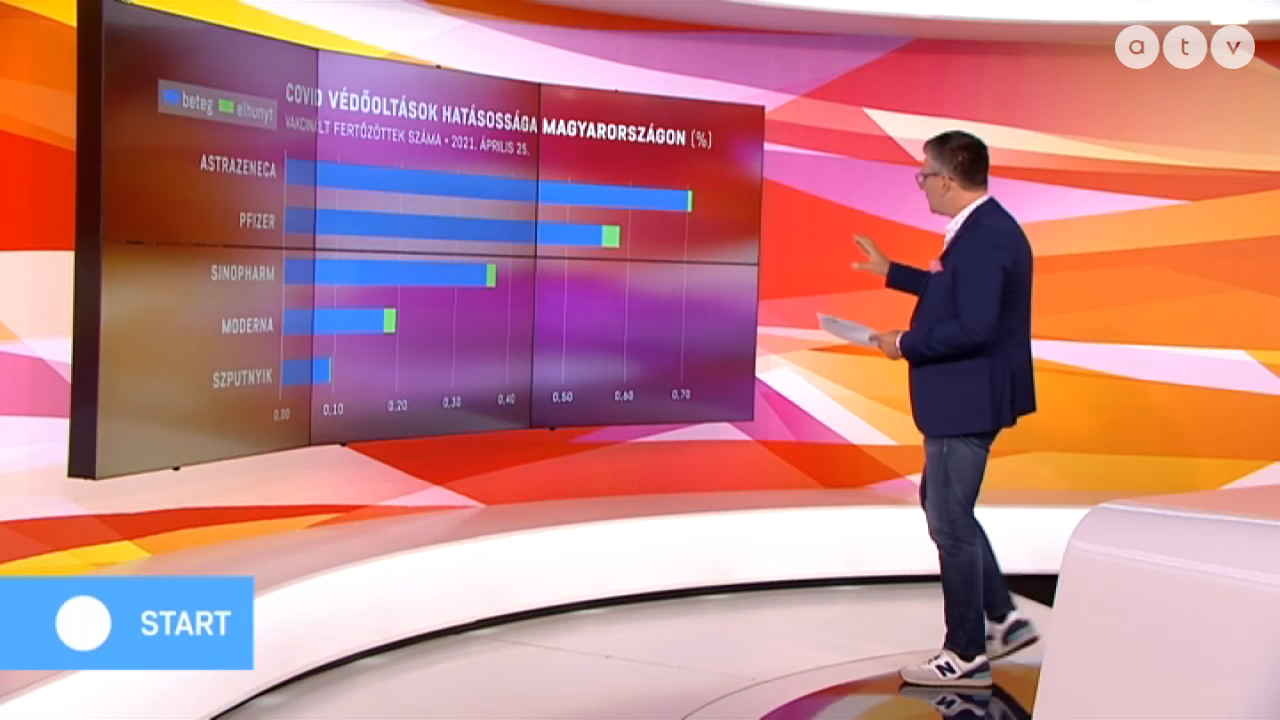 atv
beteg elhunyt
COVID VÉDŐOLTÁSOK HATÁSOSSÁGA MAGYARORSZÁGON (%)
VAKCINÁLT FERTŐZÖTTEK SZÁMA • 2021. ÁPRILIS 25.
ASTRAZENECA
PFIZER
SINOPHARM
MODERNA
SZPUTNYIK
0,00 0,10 0,20 0,30 0,40 0,50 0,60 0,70
START
N